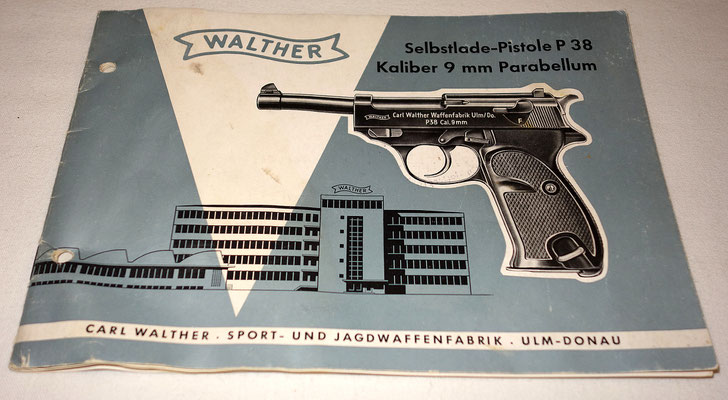 WALTHER
Selbstlade-Pistole P 38
Kaliber 9 mm Parabellum
WALTHER Carl Walther Waffenfabrik Ulm/Do.
P38 Cal. 9mm
F
WALTHER
CARL WALTHER · SPORT- UND JAGDWAFFENFABRIK · ULM-DONAU